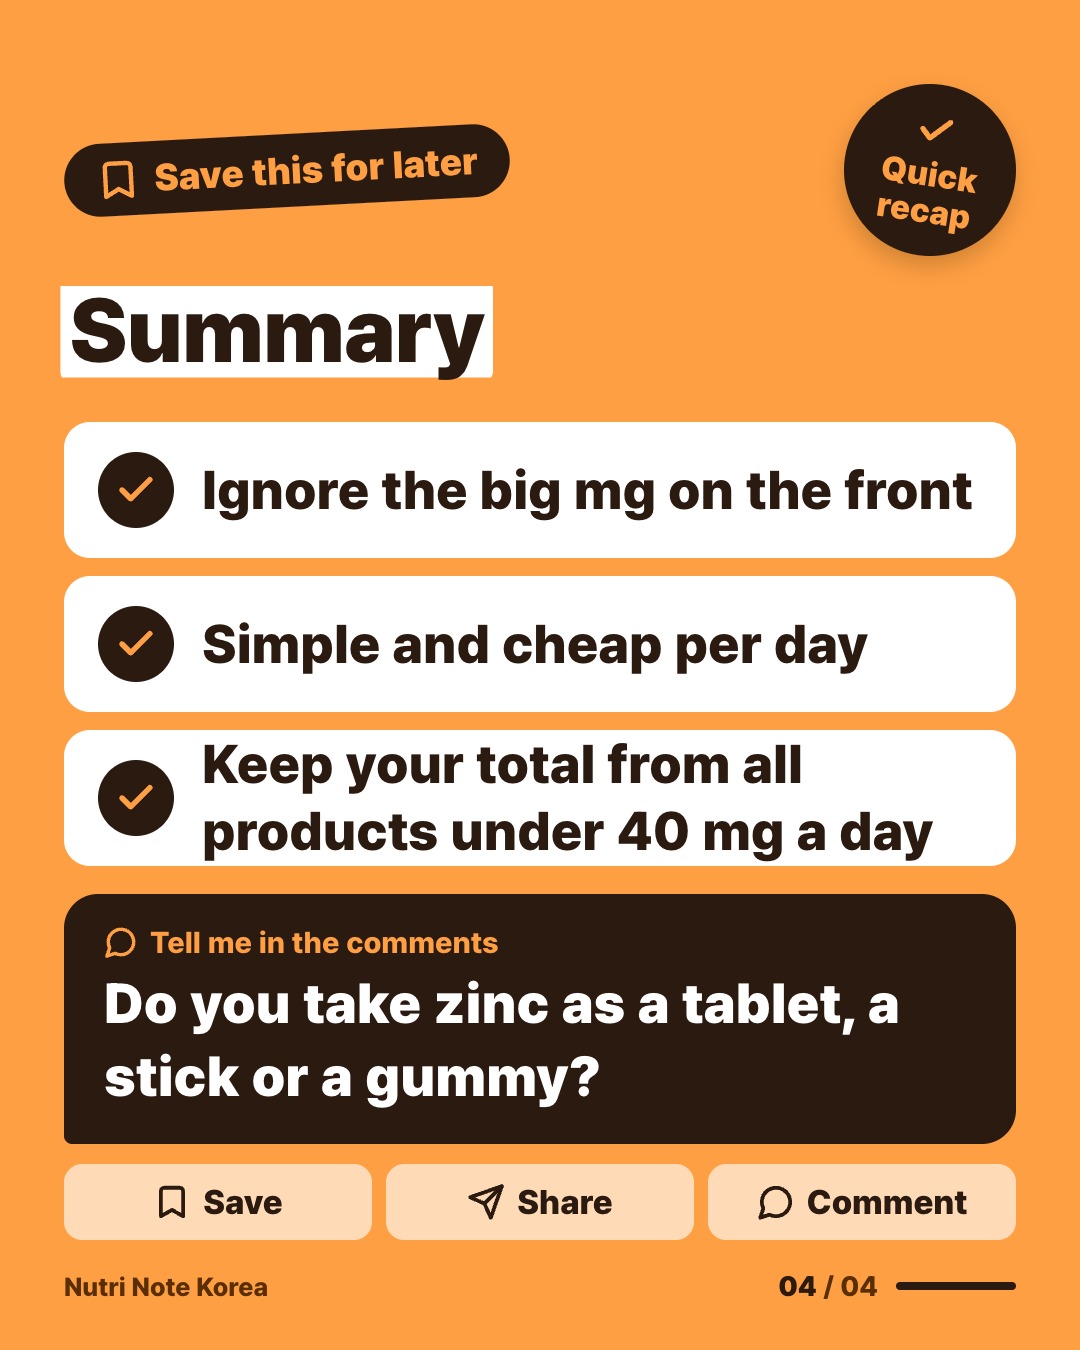 Save this for later
Quick
recap
Summary
Ignore the big mg on the front
Simple and cheap per day
Keep your total from all
products under 40 mg a day
Tell me in the comments
Do you take zinc as a tablet, a
stick or a gummy?
Save
Share
Comment
Nutri Note Korea
04 / 04